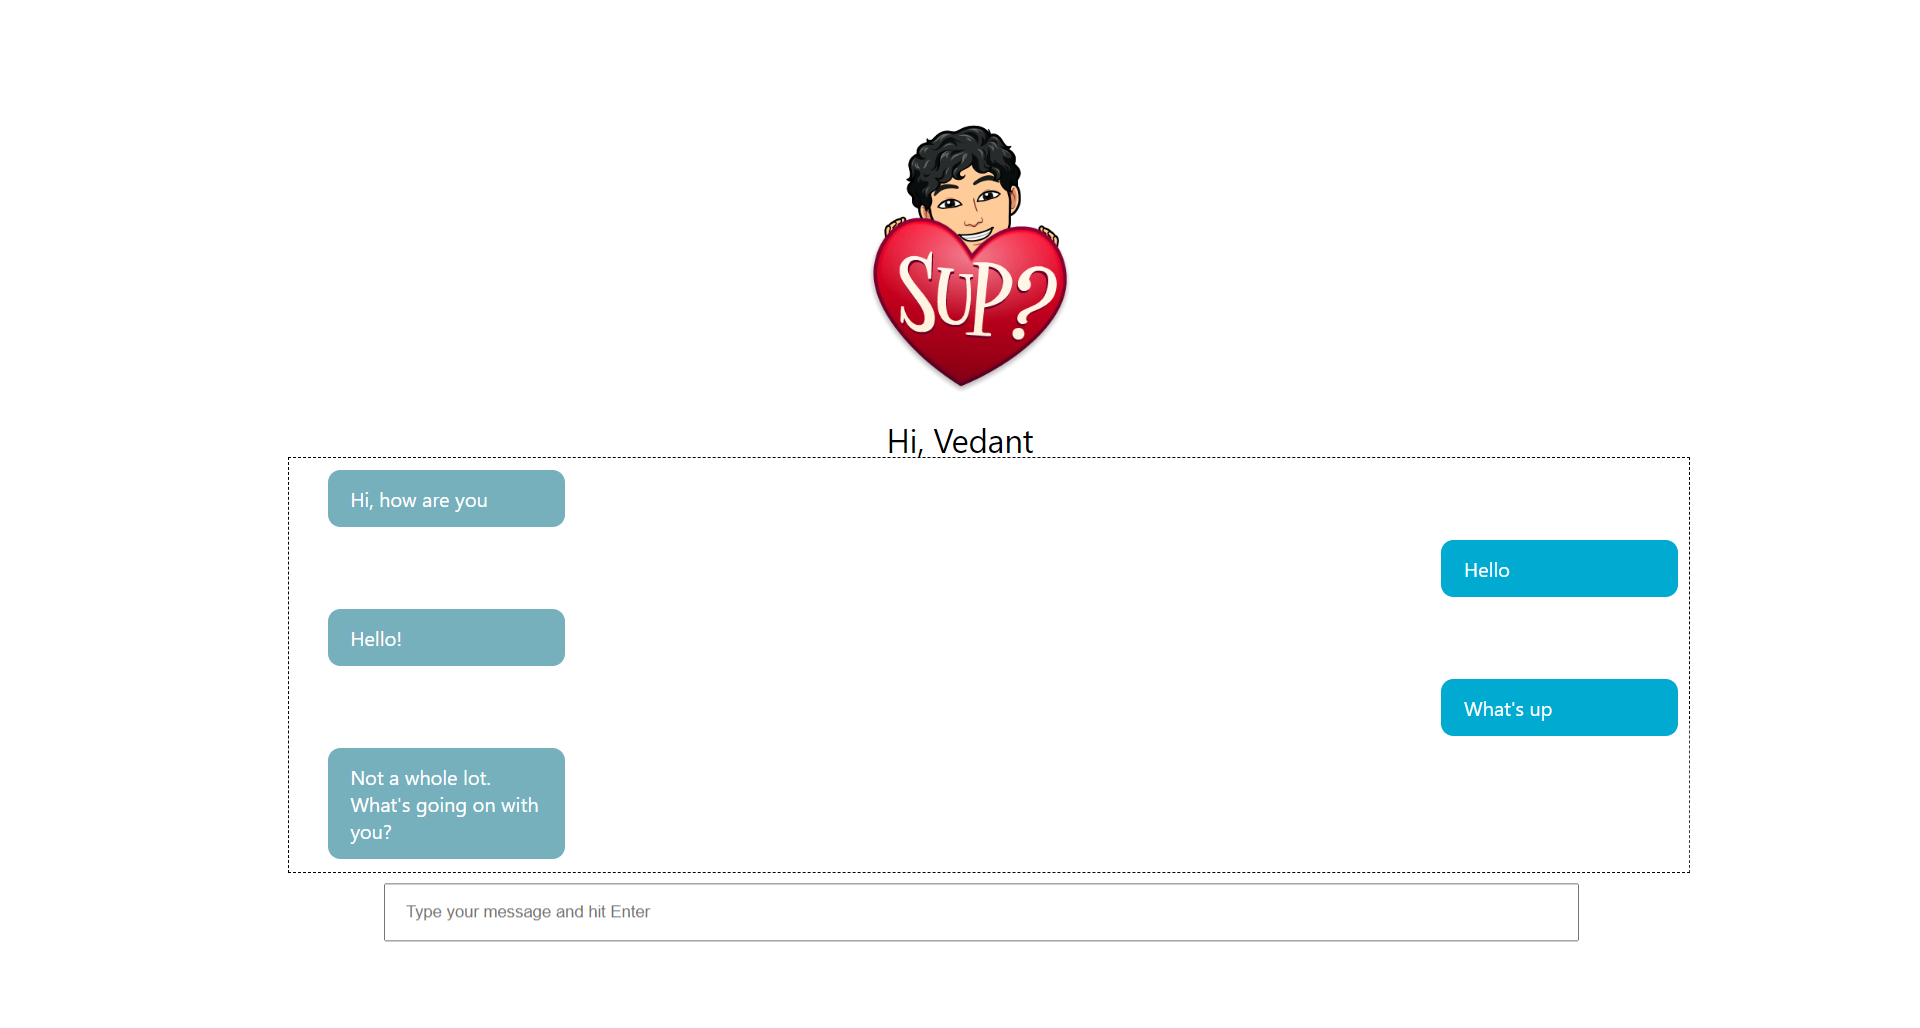 SUP?
Hi, Vedant
Hi, how are you
Hello
Hello!
What's up
Not a whole lot.
What's going on with
you?
Type your message and hit Enter